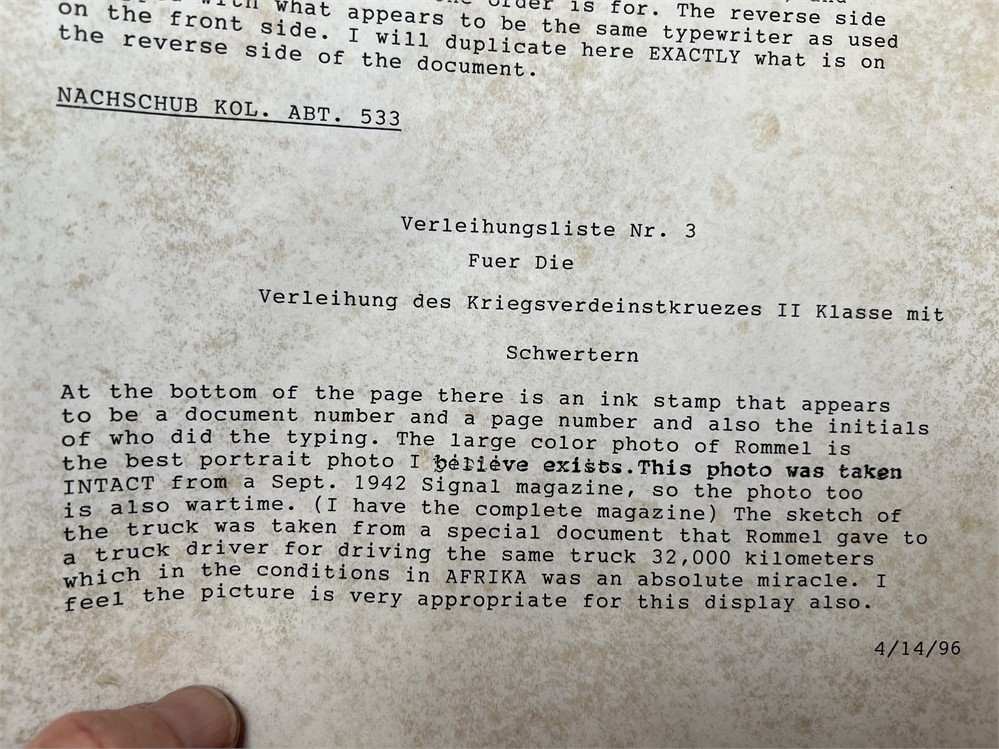 with what appears to be the same typewriter as used
order is for. The reverse side
on the front side. I will duplicate here EXACTLY what is on
the reverse side of the document.
NACHSCHUB KOL. ABT. 533
Verleihungsliste Nr. 3
Fuer Die
Verleihung des Kriegsverdeinstkruezes II Klasse mit
Schwertern
At the bottom of the page there is an ink stamp that appears
to be a document number and a page number and also the initials
of who did the typing. The large color photo of Rommel is
the best portrait photo I believe exists.This photo was taken
INTACT from a Sept. 1942 Signal magazine, so the photo too
is also wartime. (I have the complete magazine) The sketch of
the truck was taken from a special document that Rommel gave to
a truck driver for driving the same truck 32,000 kilometers
which in the conditions in AFRIKA was an absolute miracle. I
feel the picture is very appropriate for this display also.
4/14/96